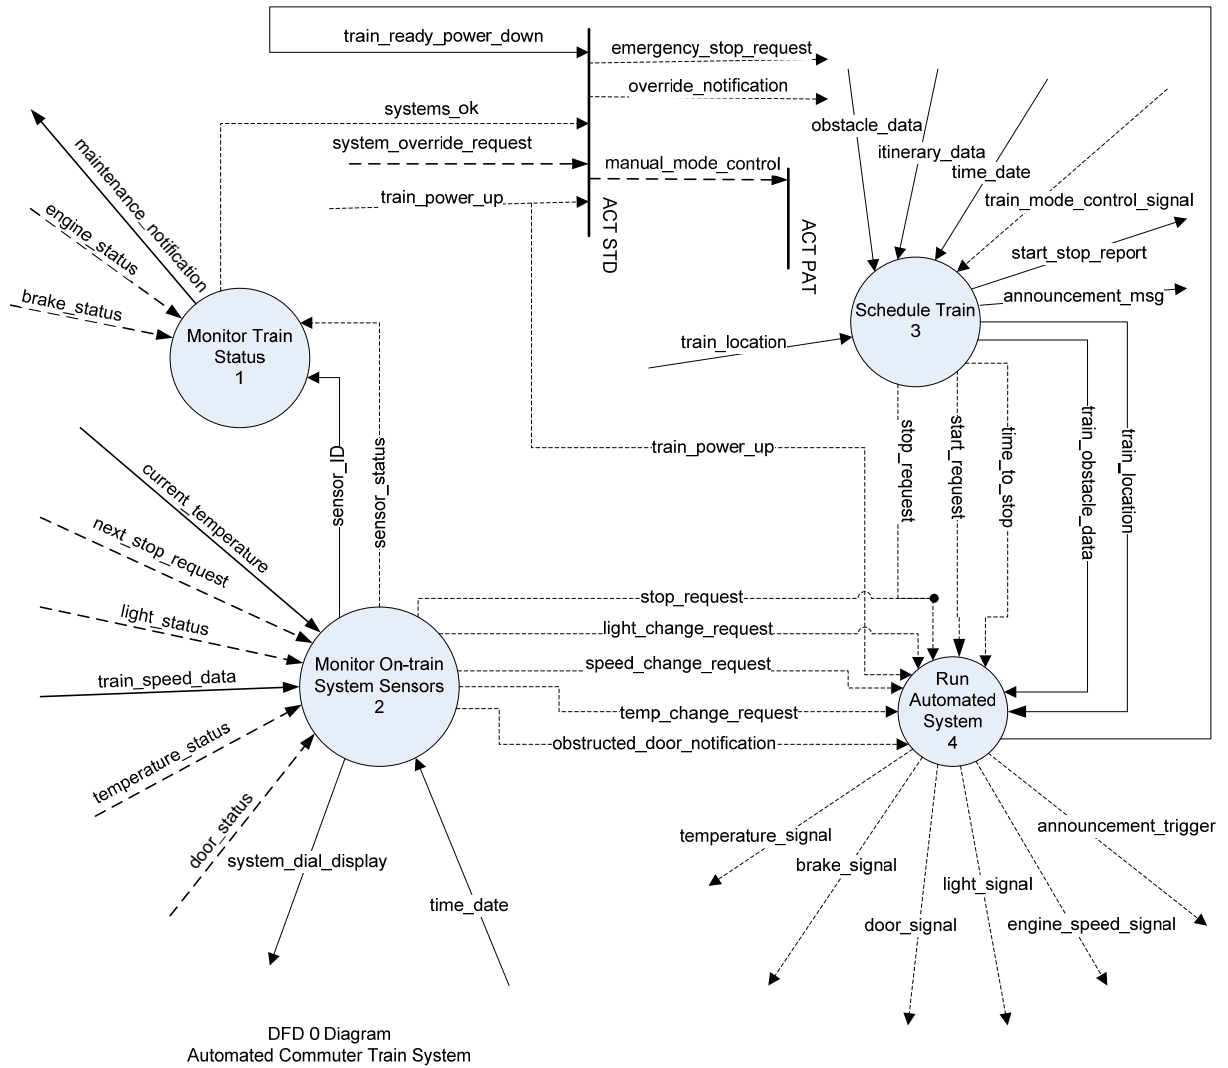 train_ready_power_down
emergency_stop_request
override_notification
systems_ok
system_override_request
manual_mode_control
train_power_up
ACT STD
ACT PAT
obstacle_data
itinerary_data
time_date
train_mode_control_signal
start_stop_report
announcement_msg
Schedule Train
3
train_location
maintenance_notification
engine_status
brake_status
Monitor Train
Status
1
sensor_ID
sensor_status
train_power_up
stop_request
start_request
time_to_stop
train_obstacle_data
train_location
current_temperature
next_stop_request
light_status
train_speed_data
temperature_status
door_status
Monitor On-train
System Sensors
2
stop_request
light_change_request
speed_change_request
temp_change_request
obstructed_door_notification
Run
Automated
System
4
system_dial_display
time_date
temperature_signal
brake_signal
door_signal
light_signal
engine_speed_signal
announcement_trigger
DFD 0 Diagram
Automated Commuter Train System